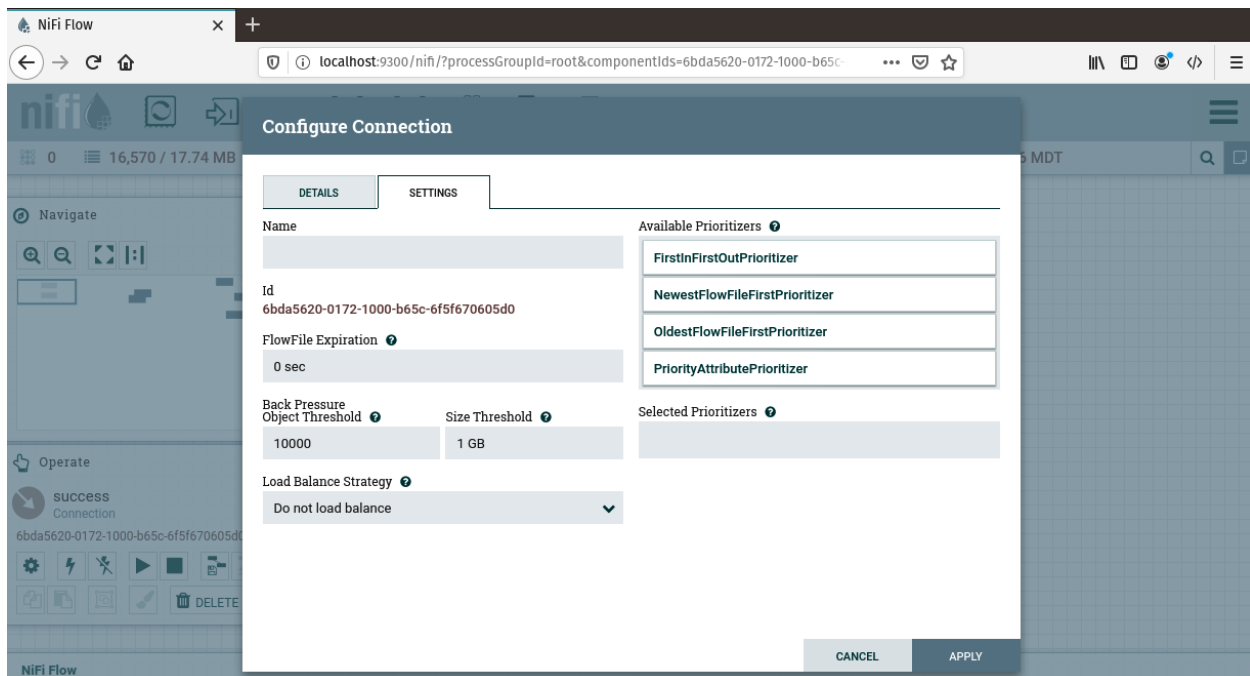 NiFi Flow
localhost:9300/nifi/?processGroupId=root&componentIds=6bda5620-0172-1000-b65c-
nifi
Configure Connection
0 16,570 / 17.74 MB
6 MDT
DETAILS SETTINGS
Navigate
Name
Available Prioritizers
FirstInFirstOutPrioritizer
Id
6bda5620-0172-1000-b65c-6f5f670605d0
NewestFlowFileFirstPrioritizer
OldestFlowFileFirstPrioritizer
FlowFile Expiration
0 sec
PriorityAttributePrioritizer
Back Pressure
Object Threshold Size Threshold
Selected Prioritizers
10000 1 GB
Operate
Load Balance Strategy
Do not load balance
success
Connection
6bda5620-0172-1000-b65c-6f5f670605d0
DELETE
CANCEL APPLY
NiFi Flow